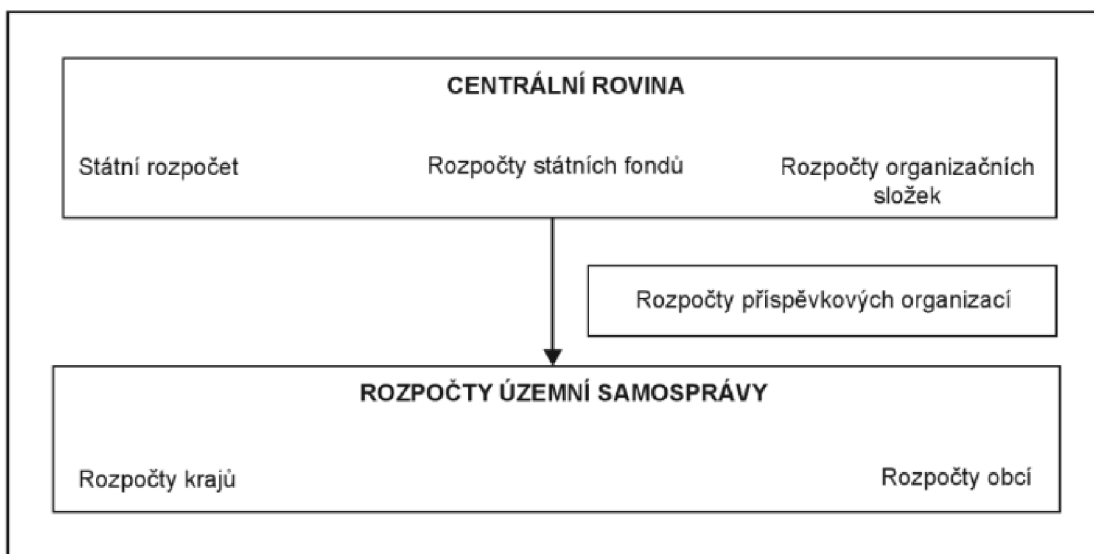 CENTRÁLNÍ ROVINA
Státní rozpočet
Rozpočty státních fondů
Rozpočty organizačních
složek
Rozpočty příspěvkových organizací
ROZPOČTY ÚZEMNÍ SAMOSPRÁVY
Rozpočty krajů
Rozpočty obcí